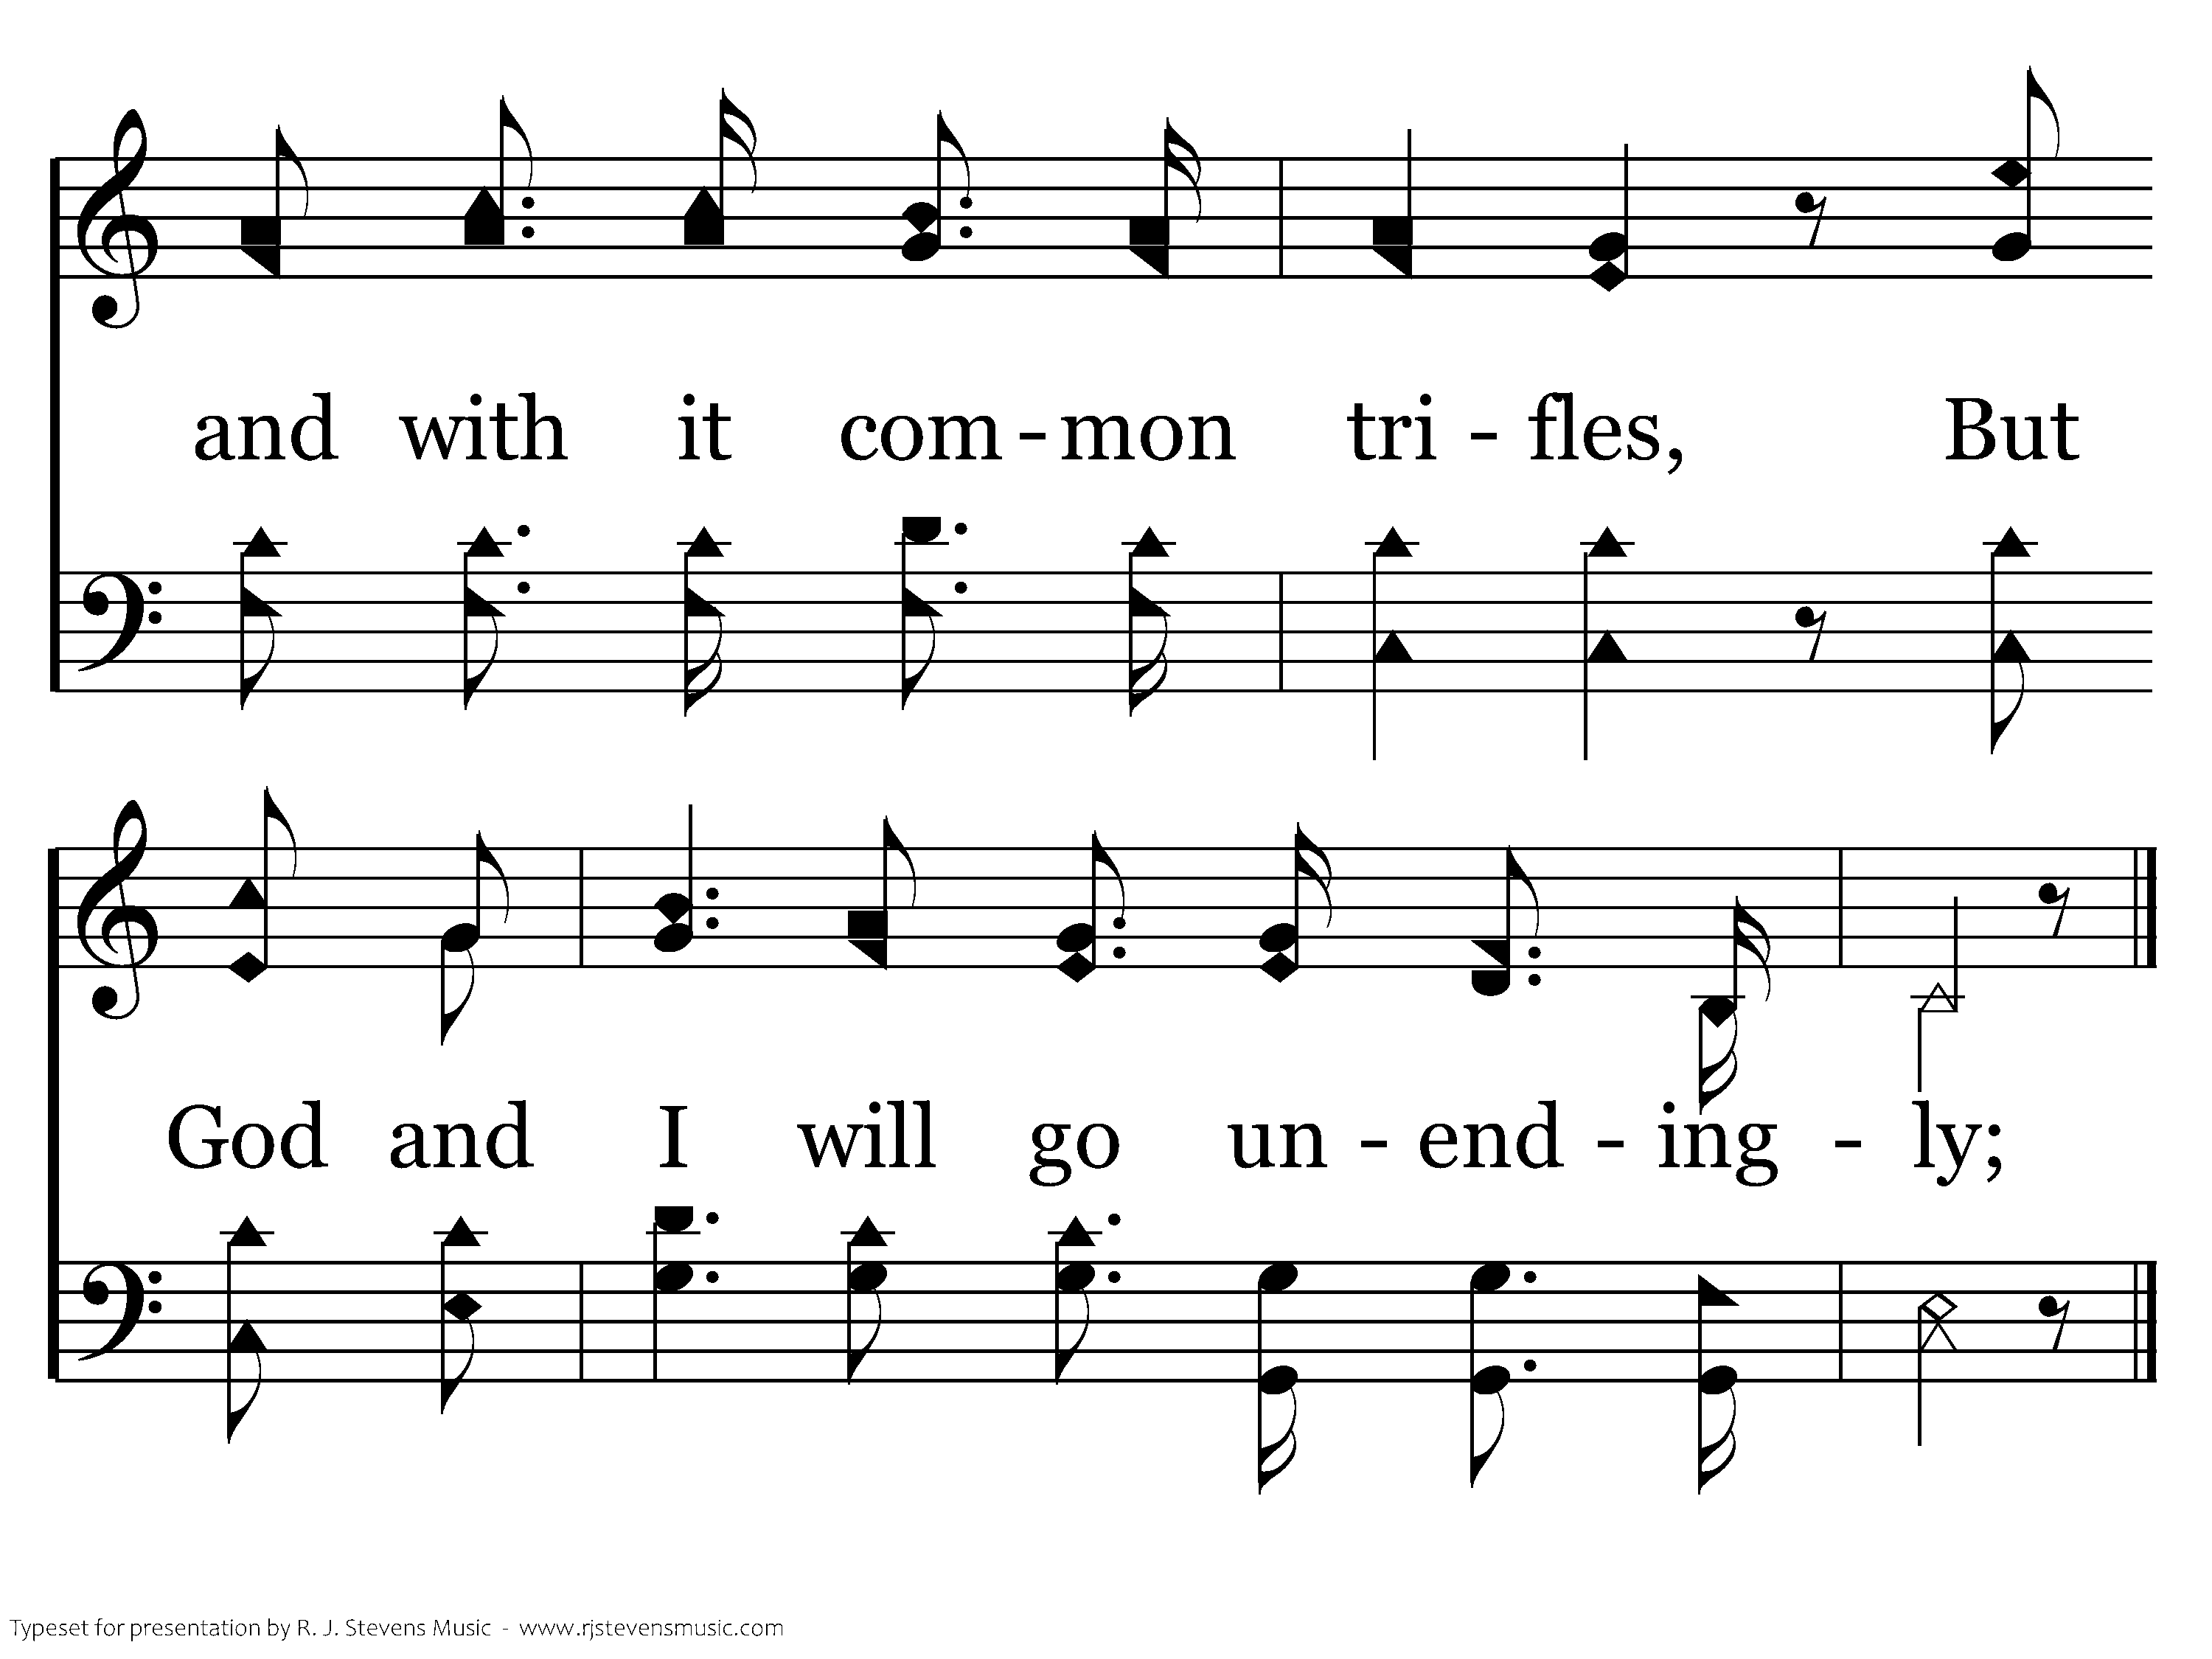 and with it com - mon tri - fles, But
God and I will go un - end - ing - ly;
Typeset for presentation by R. J. Stevens Music - www.rjstevensmusic.com